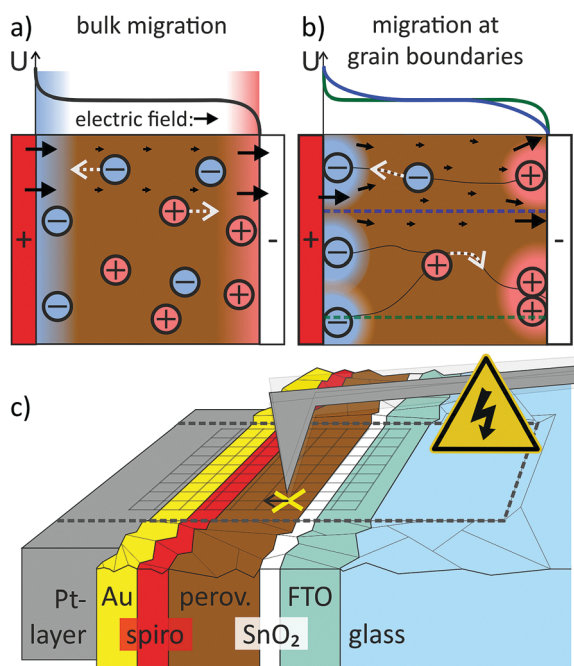 a)
bulk migration
U
electric field:
+
-
b)
migration at
grain boundaries
U
+
-
c)
Pt-
layer
Au
spiro
perov.
SnO₂
FTO
glass